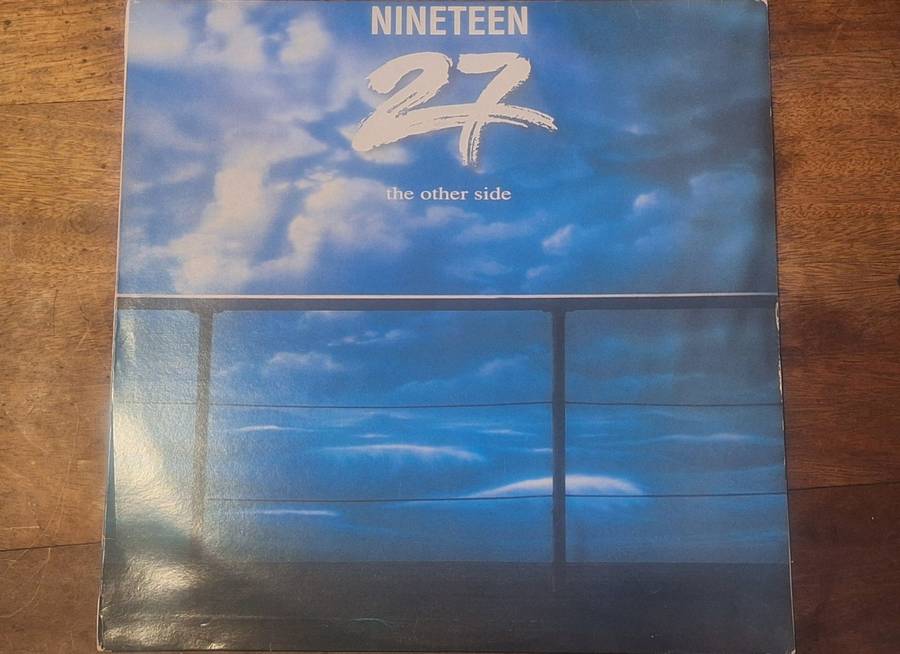 NINETEEN
27
the other side